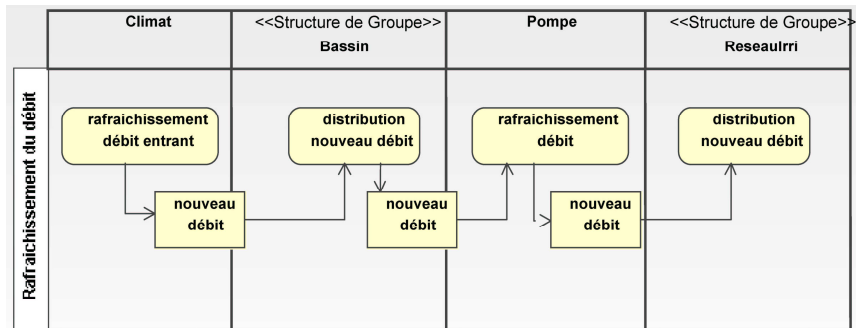 Climat
<<Structure de Groupe>>
Bassin
Pompe
<<Structure de Groupe>>
ReseauIrri
Rafraichissement du débit
rafraichissement
débit entrant
distribution
nouveau débit
rafraichissement
débit
distribution
nouveau débit
nouveau
débit
nouveau
débit
nouveau
débit